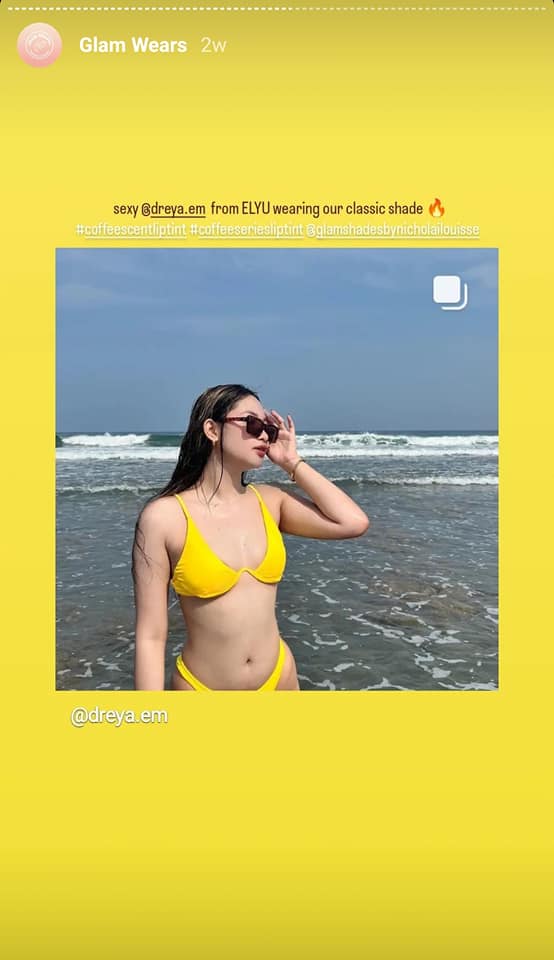 Glam Wears 2w
sexy @dreya.em from ELYU wearing our classic shade 🔥
#coffeescentliptint #coffeeseriesliptint @glamshadesbynicholailouisse
@dreya.em